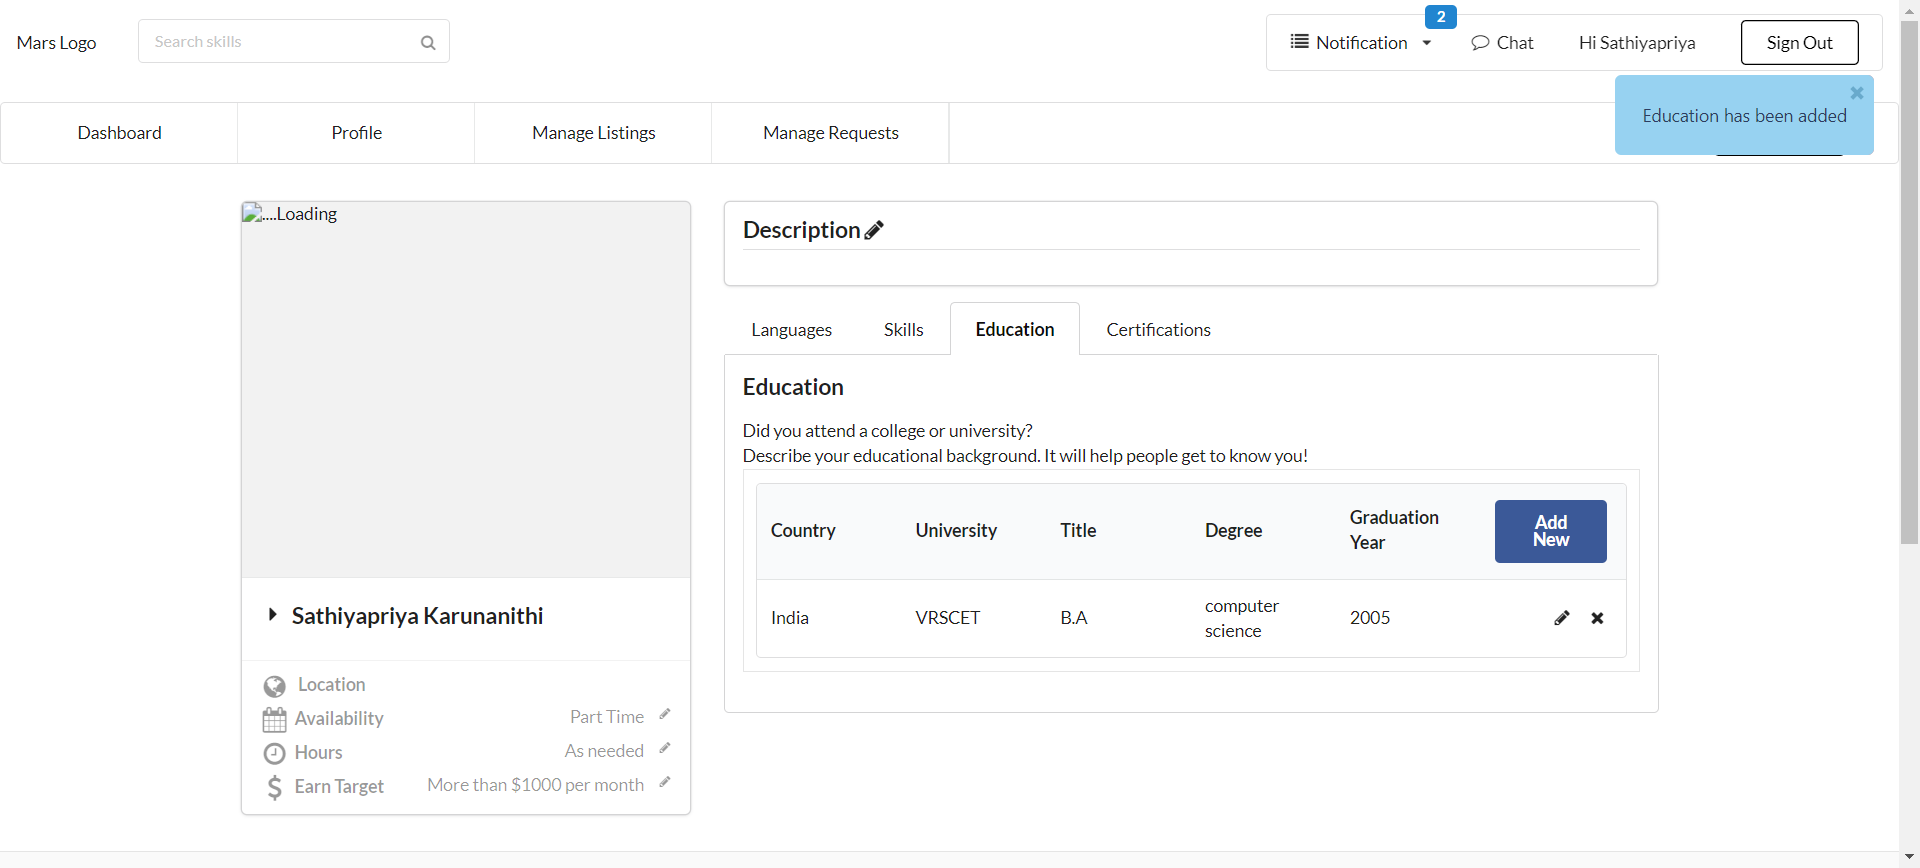 Mars Logo
Search skills
Notification
2
Chat
Hi Sathiyapriya
Sign Out
Education has been added
Dashboard
Profile
Manage Listings
Manage Requests
....Loading
Sathiyapriya Karunanithi
Location
Availability
Part Time
Hours
As needed
Earn Target
More than $1000 per month
Description
Languages
Skills
Education
Certifications
Education
Did you attend a college or university?
Describe your educational background. It will help people get to know you!
Country
University
Title
Degree
Graduation
Year
Add
New
India
VRSCET
B.A
computer
science
2005